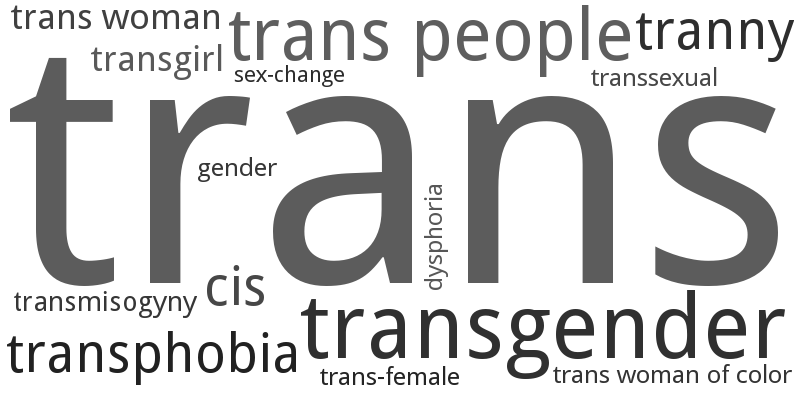 trans woman
trans people
tranny
transgirl
sex-change
transsexual
trans
gender
dysphoria
cis
transmisogyny
transgender
transphobia
trans-female
trans woman of color